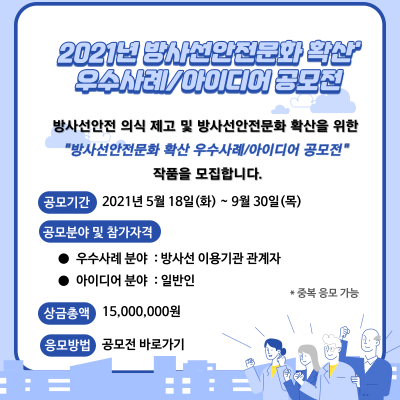 2021년 방사선안전문화 확산
우수사례/아이디어 공모전
방사선안전 의식 제고 및 방사선안전문화 확산을 위한
"방사선안전문화 확산 우수사례/아이디어 공모전"
작품을 모집합니다.
공모기간 2021년 5월 18일(화) ~ 9월 30일(목)
공모분야 및 참가자격
● 우수사례 분야 : 방사선 이용기관 관계자
● 아이디어 분야 : 일반인
* 중복 응모 가능
상금총액 15,000,000원
응모방법 공모전 바로가기